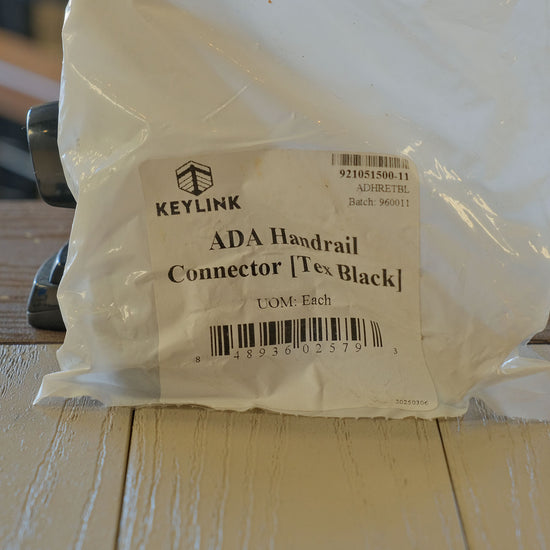 KEYLINK
921051500-11
ADHRETBL
Batch: 960011
ADA Handrail
Connector [Tex Black]
UOM: Each
8 48936 02579 3
20250306